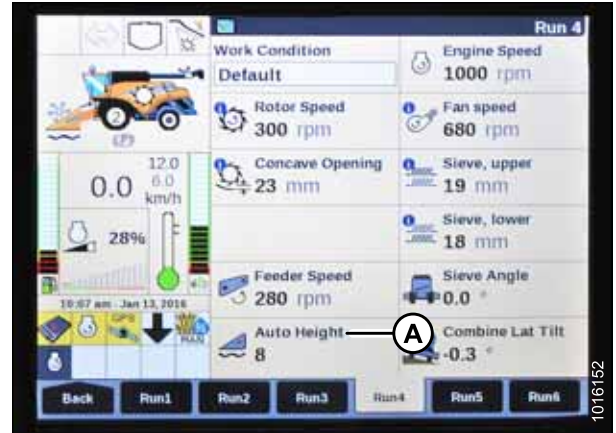 Run 4
Work Condition
Default
Engine Speed
1000 rpm
Rotor Speed
300 rpm
Fan speed
680 rpm
Concave Opening
23 mm
Sieve, upper
19 mm
Sieve, lower
18 mm
Feeder Speed
280 rpm
Sieve Angle
0.0 °
Auto Height
8
A
Combine Lat Tilt
-0.3 °
2
(P)
0.0
12.0
6.0
km/h
28%
10:07 am Jan 13, 2016
GPS
MAN
Back
Run1
Run2
Run3
Run4
Run5
Run6
1016152